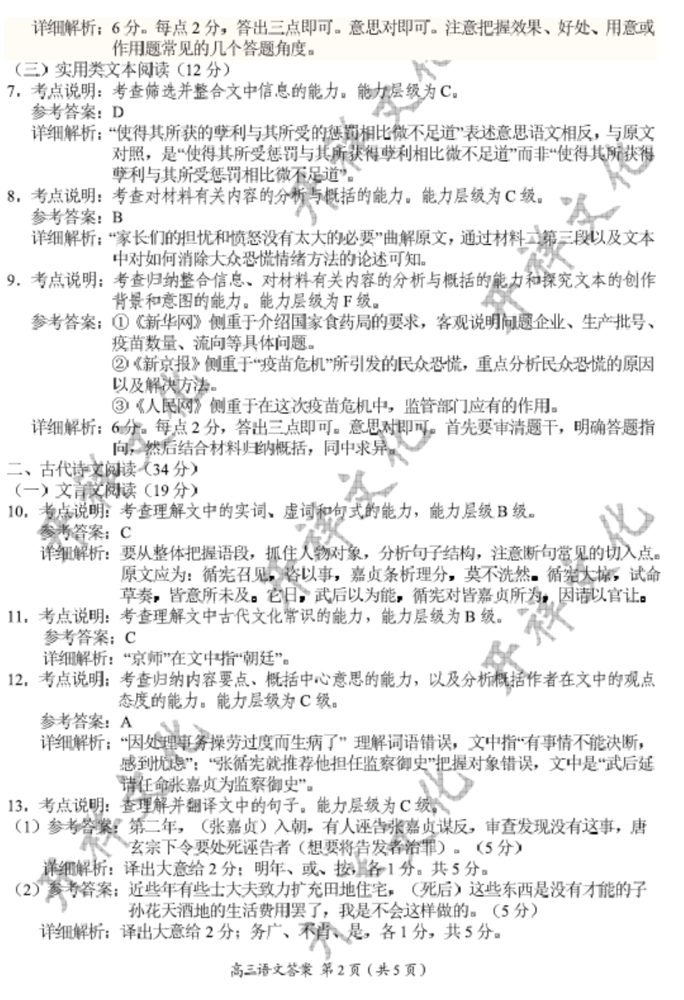 详细解析：6 分。每点 2 分，答出三点即可。意思对即可。注意把握效果、好处、用意或
作用题常见的几个答题角度。
（三）实用类文本阅读（12 分）
7．考点说明：考查筛选并整合文中信息的能力。能力层级为 C。
参考答案：D
详细解析：“使得其所获的孽利与其所受的惩罚相比微不足道”表述意思语文相反，与原文
对照，是“使得其所受惩罚与其所获得孽利相比微不足道”而非“使得其所获得
孽利与其所受惩罚相比微不足道”。
8．考点说明：考查对材料有关内容的分析与概括的能力。能力层级为 C 级。
参考答案：B
详细解析：“家长们的担忧和愤怒没有太大的必要”曲解原文，通过材料二第三段以及文本
中对如何消除大众恐慌情绪方法的论述可知。
9．考点说明：考查归纳整合信息、对材料有关内容的分析与概括的能力和探究文本的创作
背景和意图的能力。能力层级为 F 级。
参考答案：①《新华网》侧重于介绍国家食药局的要求，客观说明问题企业、生产批号、
疫苗数量、流向等具体问题。
②《新京报》侧重于“疫苗危机”所引发的民众恐慌，重点分析民众恐慌的原因
以及解决方法。
③《人民网》侧重于在这次疫苗危机中，监管部门应有的作用。
详细解析：6 分。每点 2 分，答出三点即可。意思对即可。首先要审清题干，明确答题指
向，然后结合材料归纳概括，同中求异。
二、古代诗文阅读（34 分）
（一）文言文阅读（19 分）
10．考点说明：考查理解文中的实词、虚词和句式的能力，能力层级 B 级。
参考答案：C
详细解析：要从整体把握语段，抓住人物对象，分析句子结构，注意断句常见的切入点。
原文应为：循宪召见，咨以事，嘉贞条析理分，莫不洗然。循宪大惊，试命
草奏，皆意所未及。它日，武后以为能，循宪对皆嘉贞所为，因请以官让。
11．考点说明：考查理解文中古代文化常识的能力，能力层级为 B 级。
参考答案：C
详细解析：“京师”在文中指“朝廷”。
12．考点说明：考查归纳内容要点、概括中心意思的能力，以及分析概括作者在文中的观点
态度的能力。能力层级为 C 级。
参考答案：A
详细解析：“因处理事务操劳过度而生病了” 理解词语错误，文中指“有事情不能决断，
感到忧虑”；“张循宪就推荐他担任监察御史”把握对象错误，文中是“武后延
请任命张嘉贞为监察御史”。
13．考点说明：查理解并翻译文中的句子。能力层级为 C 级。
（1）参考答案：第二年，（张嘉贞）入朝，有人诬告张嘉贞谋反，审查发现没有这事，唐
玄宗下令要处死诬告者（想要将告发者治罪）。（5 分）
详细解析：译出大意给 2 分；明年、或、按，各 1 分。共 5 分。
（2）参考答案：近些年有些士大夫致力扩充田地住宅，（死后）这些东西是没有才能的子
孙花天酒地的生活费用罢了，我是不会这样做的。（5 分）
详细解析：译出大意给 2 分；务广、不肖、是，各 1 分，共 5 分。
高三语文答案 第 2 页（共 5 页）
开祥文化
开祥文化
开祥文化
开祥文化
开祥文化
开祥文化